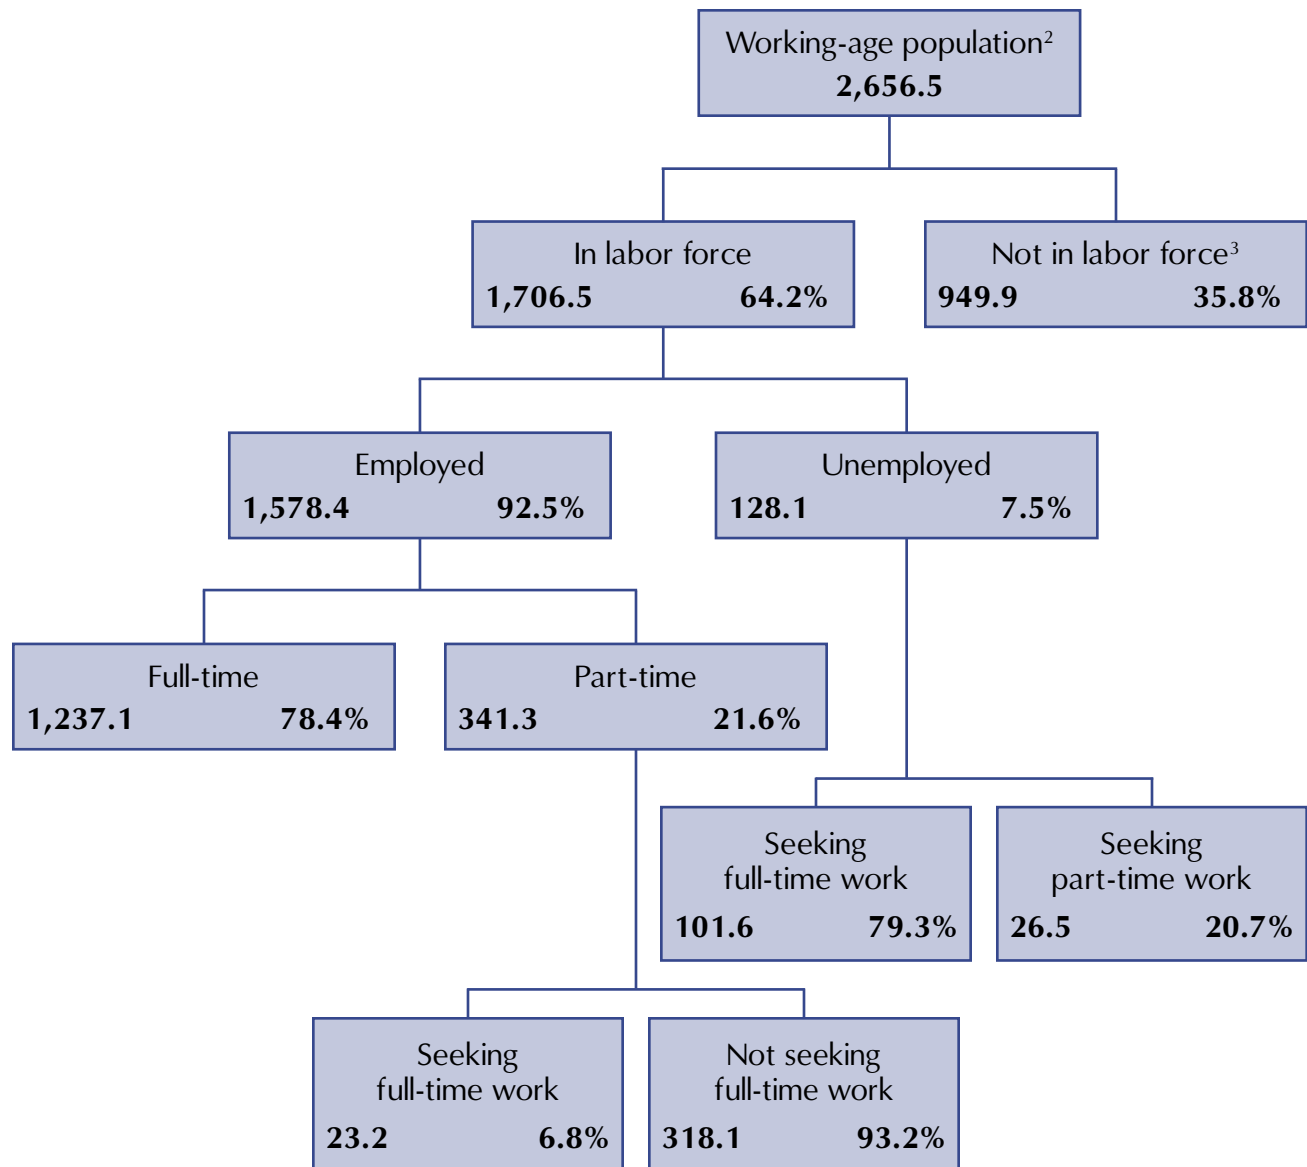 Working-age population²
2,656.5
In labor force
1,706.5 64.2%
Not in labor force³
949.9 35.8%
Employed
1,578.4 92.5%
Unemployed
128.1 7.5%
Full-time
1,237.1 78.4%
Part-time
341.3 21.6%
Seeking
full-time work
101.6 79.3%
Seeking
part-time work
26.5 20.7%
Seeking
full-time work
23.2 6.8%
Not seeking
full-time work
318.1 93.2%